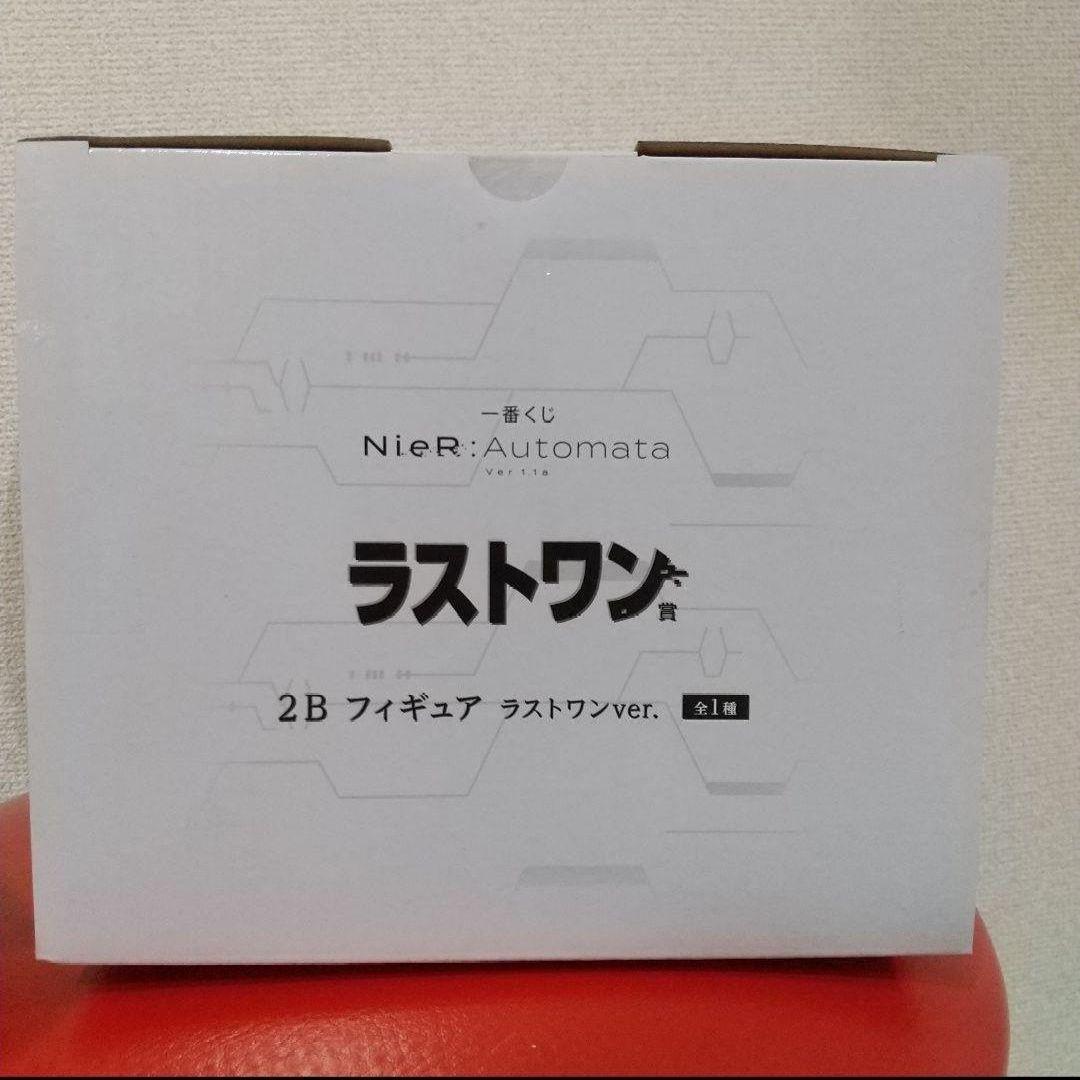 一番くじ
NieR:Automata
Ver1.1a
ラストワン賞
2B フィギュア ラストワンver. 全1種